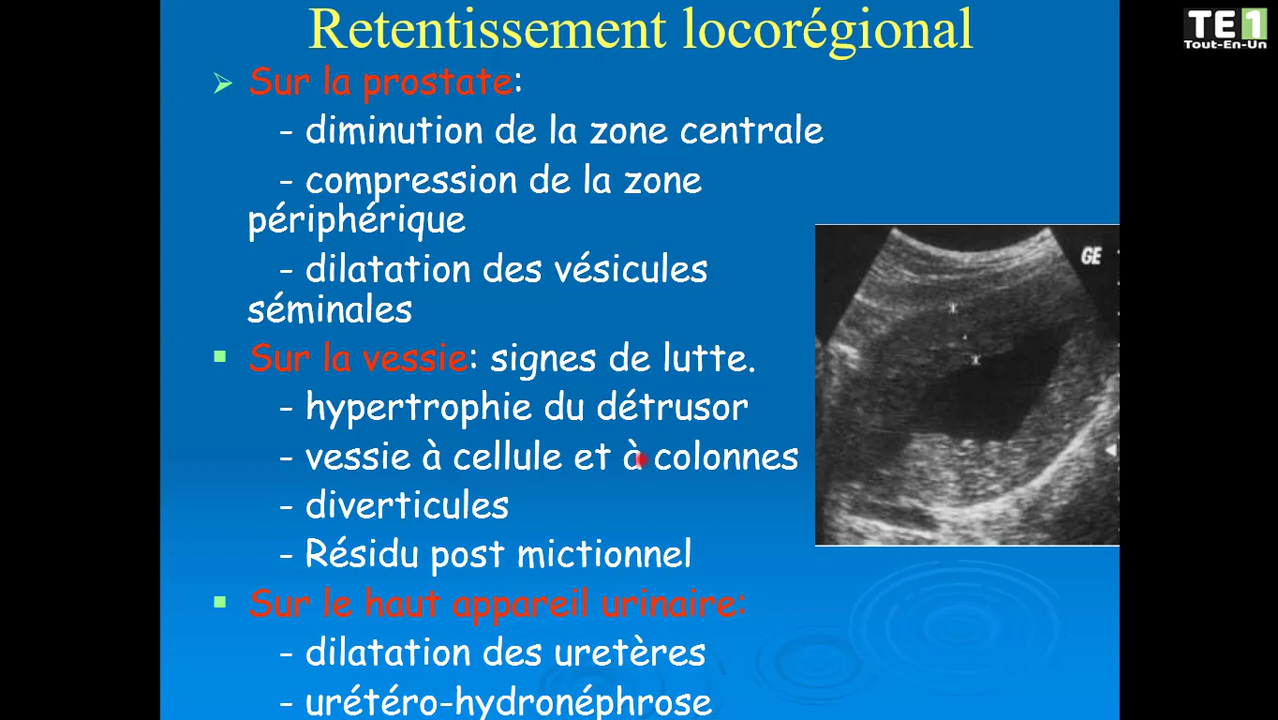 Retentissement locorégional
TE1
Tout-En-Un
Sur la prostate:
- diminution de la zone centrale
- compression de la zone
périphérique
- dilatation des vésicules
séminales
Sur la vessie: signes de lutte.
- hypertrophie du détrusor
- vessie à cellule et à colonnes
- diverticules
- Résidu post mictionnel
Sur le haut appareil urinaire:
- dilatation des uretères
- urétéro-hydronéphrose
GE